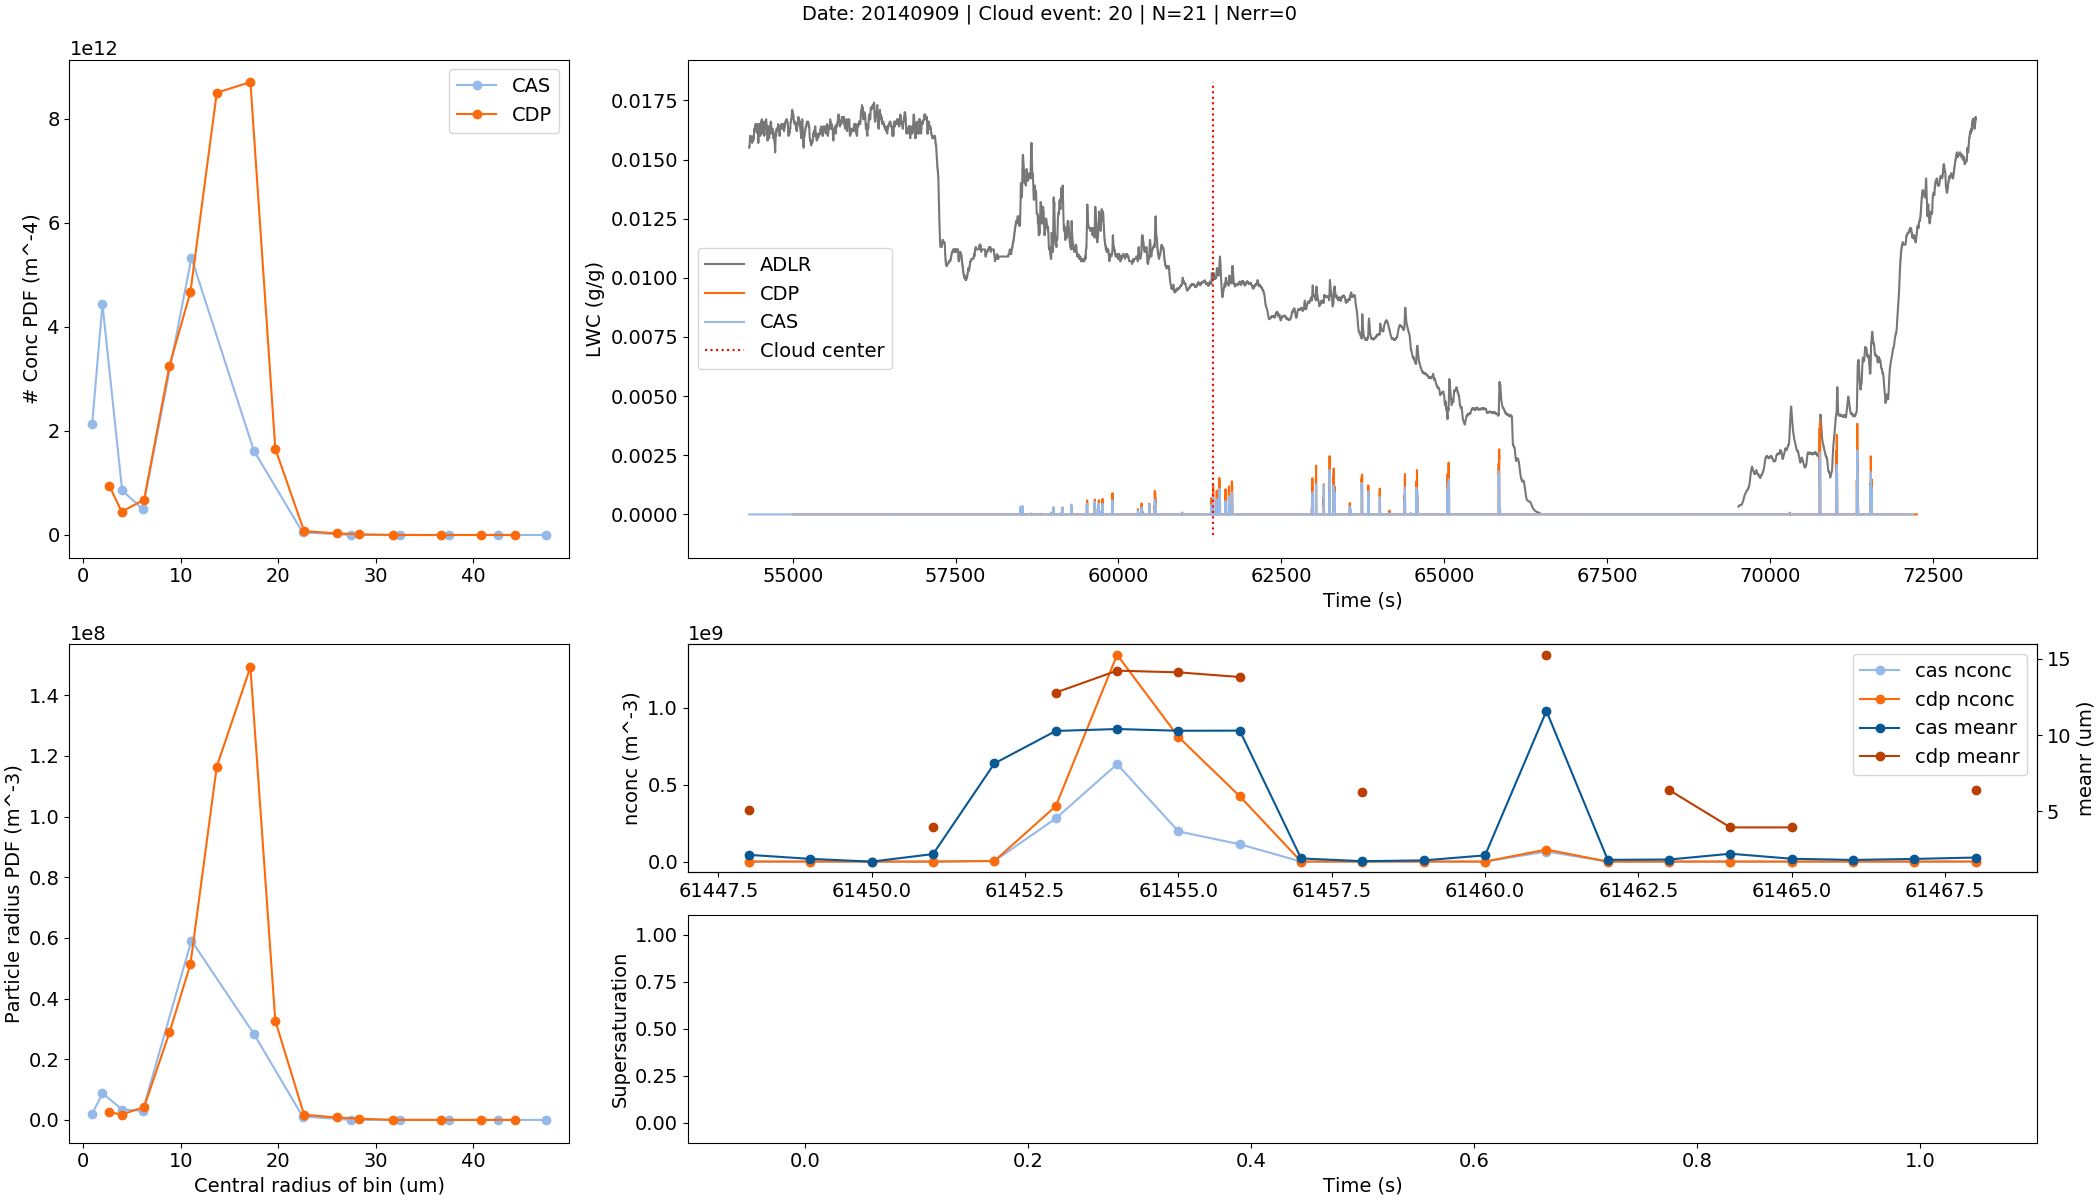 Date: 20140909 | Cloud event: 20 | N=21 | Nerr=0
1e12
# Conc PDF (m^-4)
8
6
4
2
0
0 10 20 30 40
CAS
CDP
LWC (g/g)
0.0175
0.0150
0.0125
0.0100
0.0075
0.0050
0.0025
0.0000
ADLR
CDP
CAS
Cloud center
55000 57500 60000 62500 65000 67500 70000 72500
Time (s)
1e8
Particle radius PDF (m^-3)
1.4
1.2
1.0
0.8
0.6
0.4
0.2
0.0
0 10 20 30 40
Central radius of bin (um)
1e9
nconc (m^-3)
1.0
0.5
0.0
61447.5 61450.0 61452.5 61455.0 61457.5 61460.0 61462.5 61465.0 61467.5
cas nconc
cdp nconc
cas meanr
cdp meanr
15
10
5
meanr (um)
Supersaturation
1.00
0.75
0.50
0.25
0.00
0.0 0.2 0.4 0.6 0.8 1.0
Time (s)